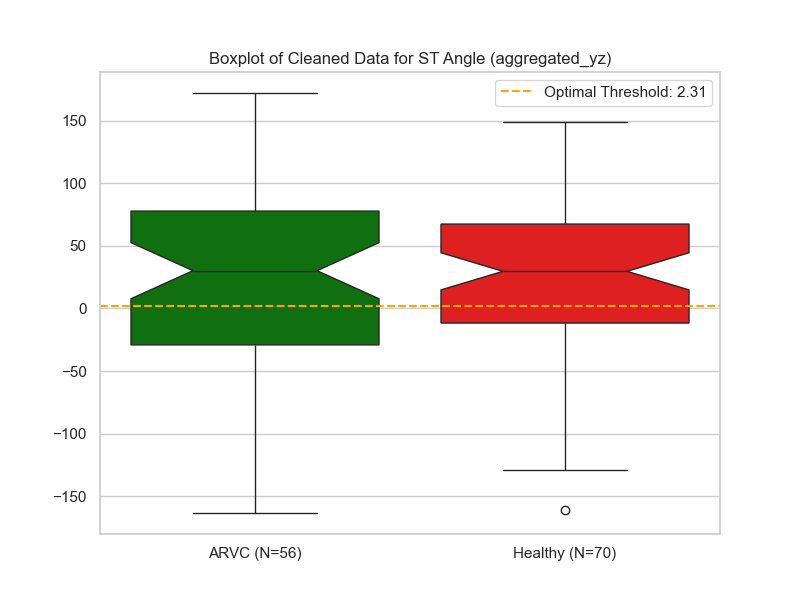 Boxplot of Cleaned Data for ST Angle (aggregated_yz)
Optimal Threshold: 2.31
150
100
50
0
−50
−100
−150
ARVC (N=56)
Healthy (N=70)